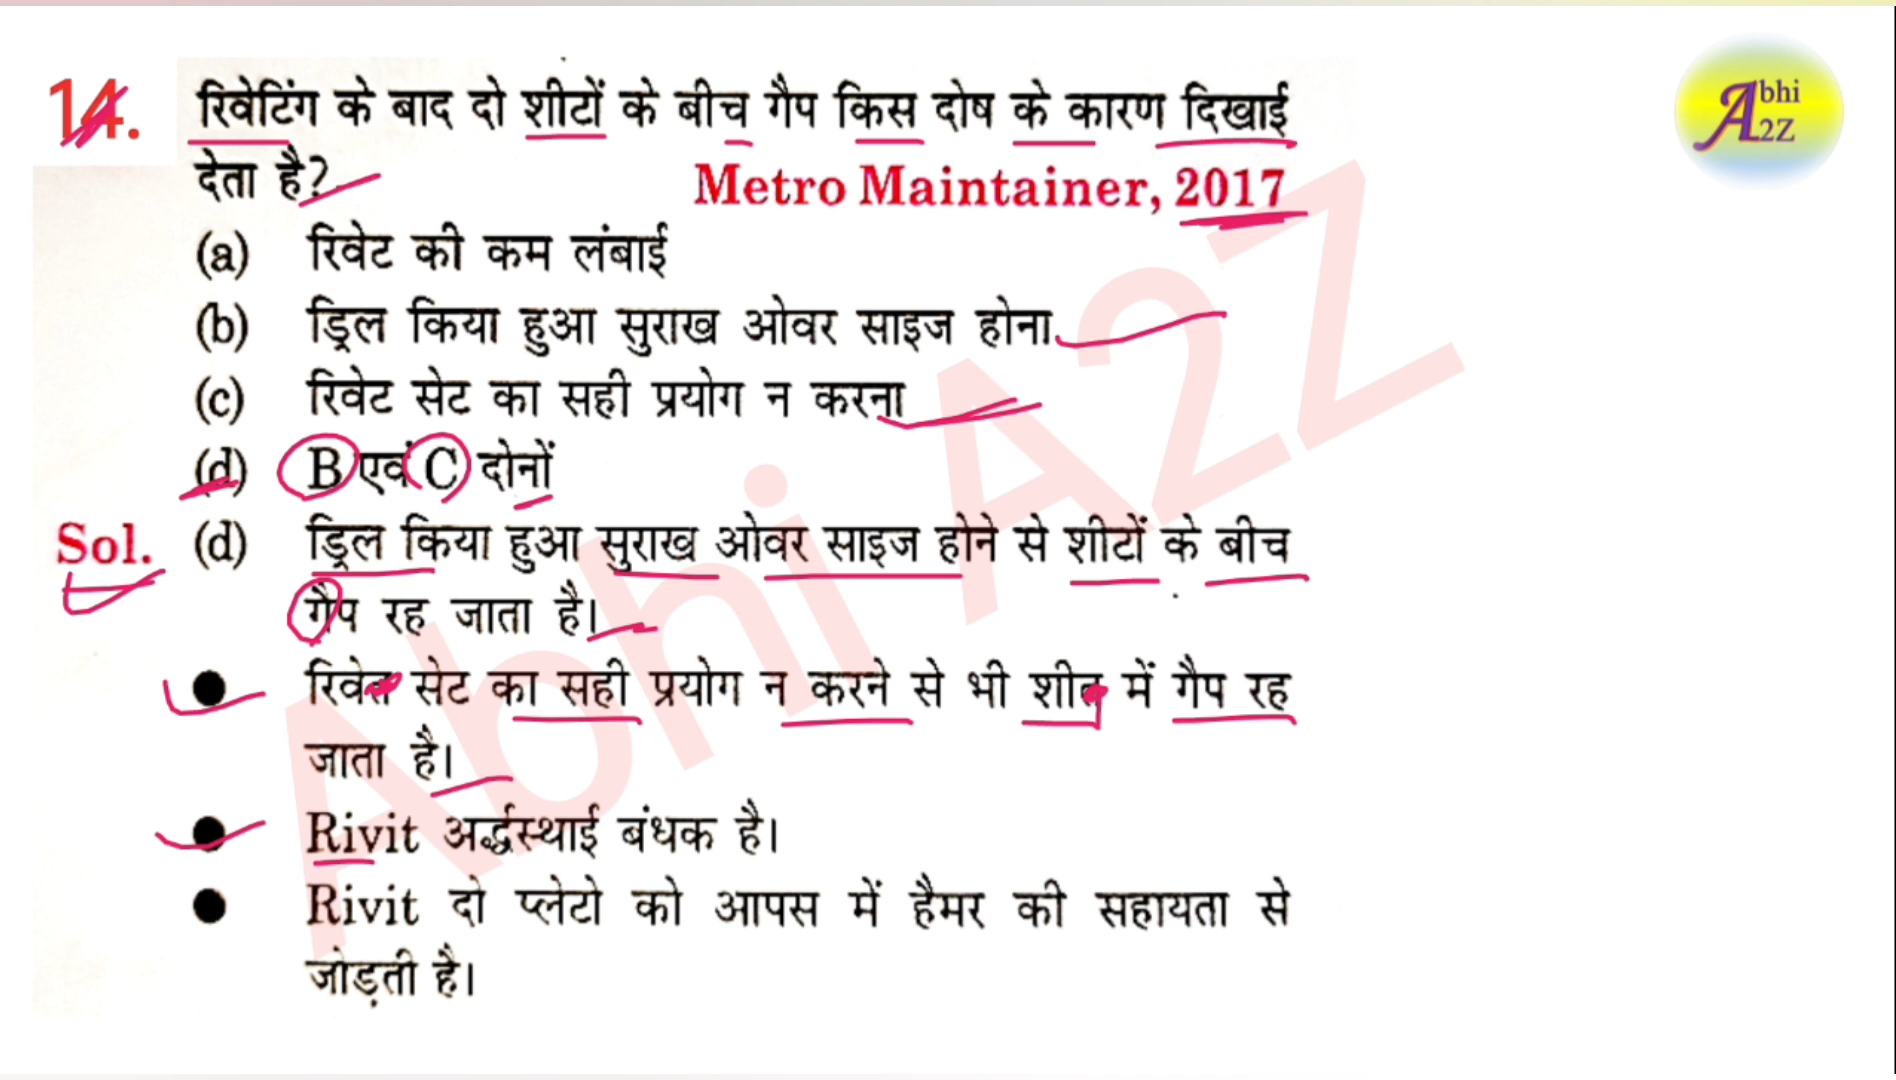 Abhi
A2Z
14. रिवेटिंग के बाद दो शीटों के बीच गैप किस दोष के कारण दिखाई
देता है?
Metro Maintainer, 2017
(a) रिवेट की कम लंबाई
(b) ड्रिल किया हुआ सुराख ओवर साइज होना
(c) रिवेट सेट का सही प्रयोग न करना
(d) B एवं C दोनों
Sol. (d) ड्रिल किया हुआ सुराख ओवर साइज होने से शीटों के बीच
गैप रह जाता है।
● रिवेत सेट का सही प्रयोग न करने से भी शीत में गैप रह
जाता है।
● Rivit अर्द्धस्थाई बंधक है।
● Rivit दो प्लेटो को आपस में हैमर की सहायता से
जोड़ती है।
Abhi A2Z